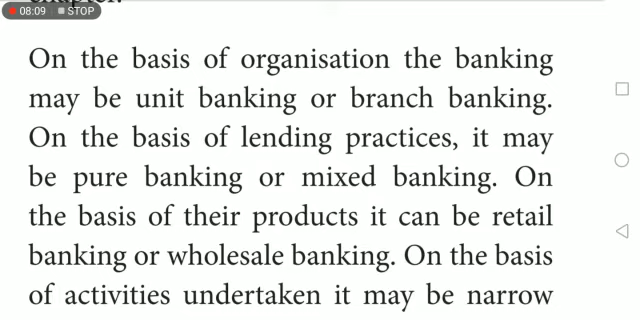 08:09 STOP
On the basis of organisation the banking
may be unit banking or branch banking.
On the basis of lending practices, it may
be pure banking or mixed banking. On
the basis of their products it can be retail
banking or wholesale banking. On the basis
of activities undertaken it may be narrow